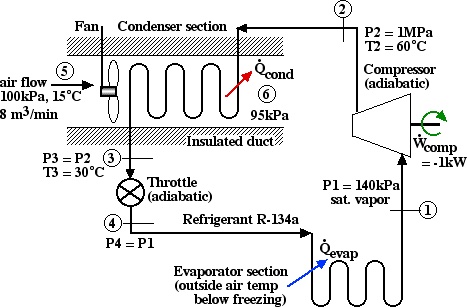 Fan
Condenser section
2
P2 = 1MPa
T2 = 60°C
Compressor
(adiabatic)
5
air flow
100kPa, 15°C
8 m³/min
Q̇cond
6
95kPa
Insulated duct
Ẇcomp
= -1kW
P3 = P2
T3 = 30°C
3
Throttle
(adiabatic)
4
P4 = P1
Refrigerant R-134a
P1 = 140kPa
sat. vapor
1
Q̇evap
Evaporator section
(outside air temp
below freezing)